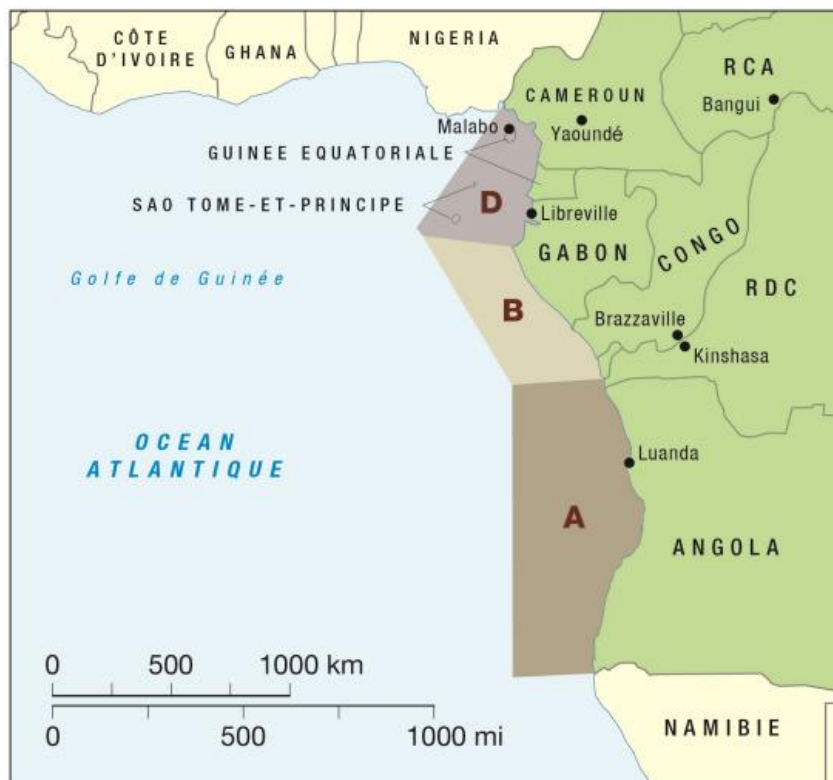 CÔTE
D'IVOIRE
GHANA
NIGERIA
CAMEROUN
RCA
Bangui
Malabo
Yaoundé
GUINEE EQUATORIALE
SAO TOME-ET-PRINCIPE
D
Libreville
GABON
CONGO
RDC
Golfe de Guinée
B
Brazzaville
Kinshasa
OCEAN
ATLANTIQUE
Luanda
A
ANGOLA
0 500 1000 km
0 500 1000 mi
NAMIBIE